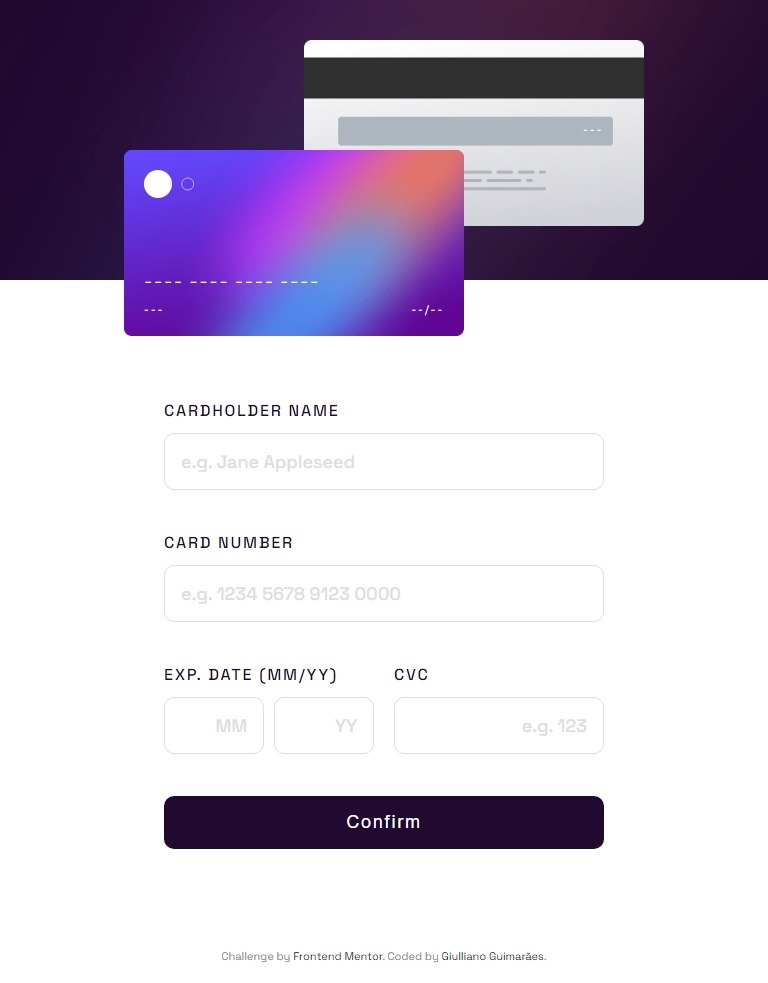 ---
---- ---- ---- ----
--- --/--
CARDHOLDER NAME
e.g. Jane Appleseed
CARD NUMBER
e.g. 1234 5678 9123 0000
EXP. DATE (MM/YY) CVC
MM YY e.g. 123
Confirm
Challenge by Frontend Mentor. Coded by Giulliano Guimarães.